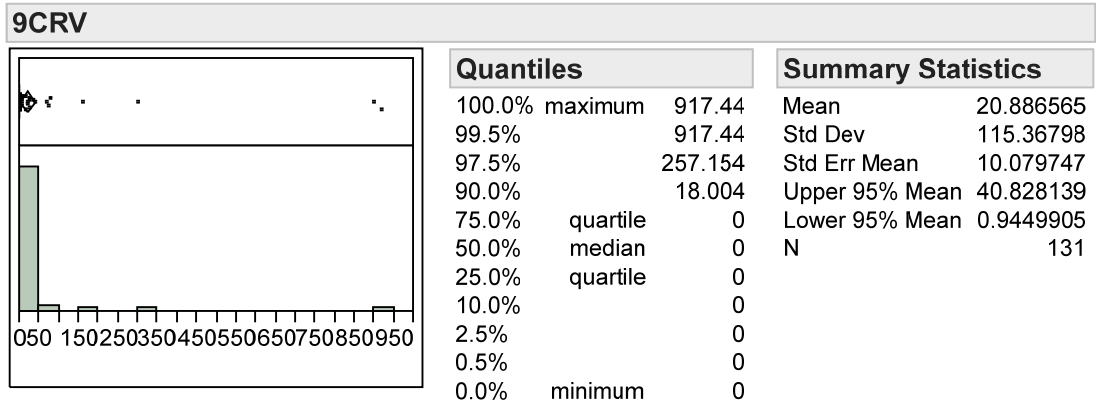 9CRV
050 150250350450550650750850950
Quantiles
100.0% maximum 917.44
99.5% 917.44
97.5% 257.154
90.0% 18.004
75.0% quartile 0
50.0% median 0
25.0% quartile 0
10.0% 0
2.5% 0
0.5% 0
0.0% minimum 0
Summary Statistics
Mean 20.886565
Std Dev 115.36798
Std Err Mean 10.079747
Upper 95% Mean 40.828139
Lower 95% Mean 0.9449905
N 131